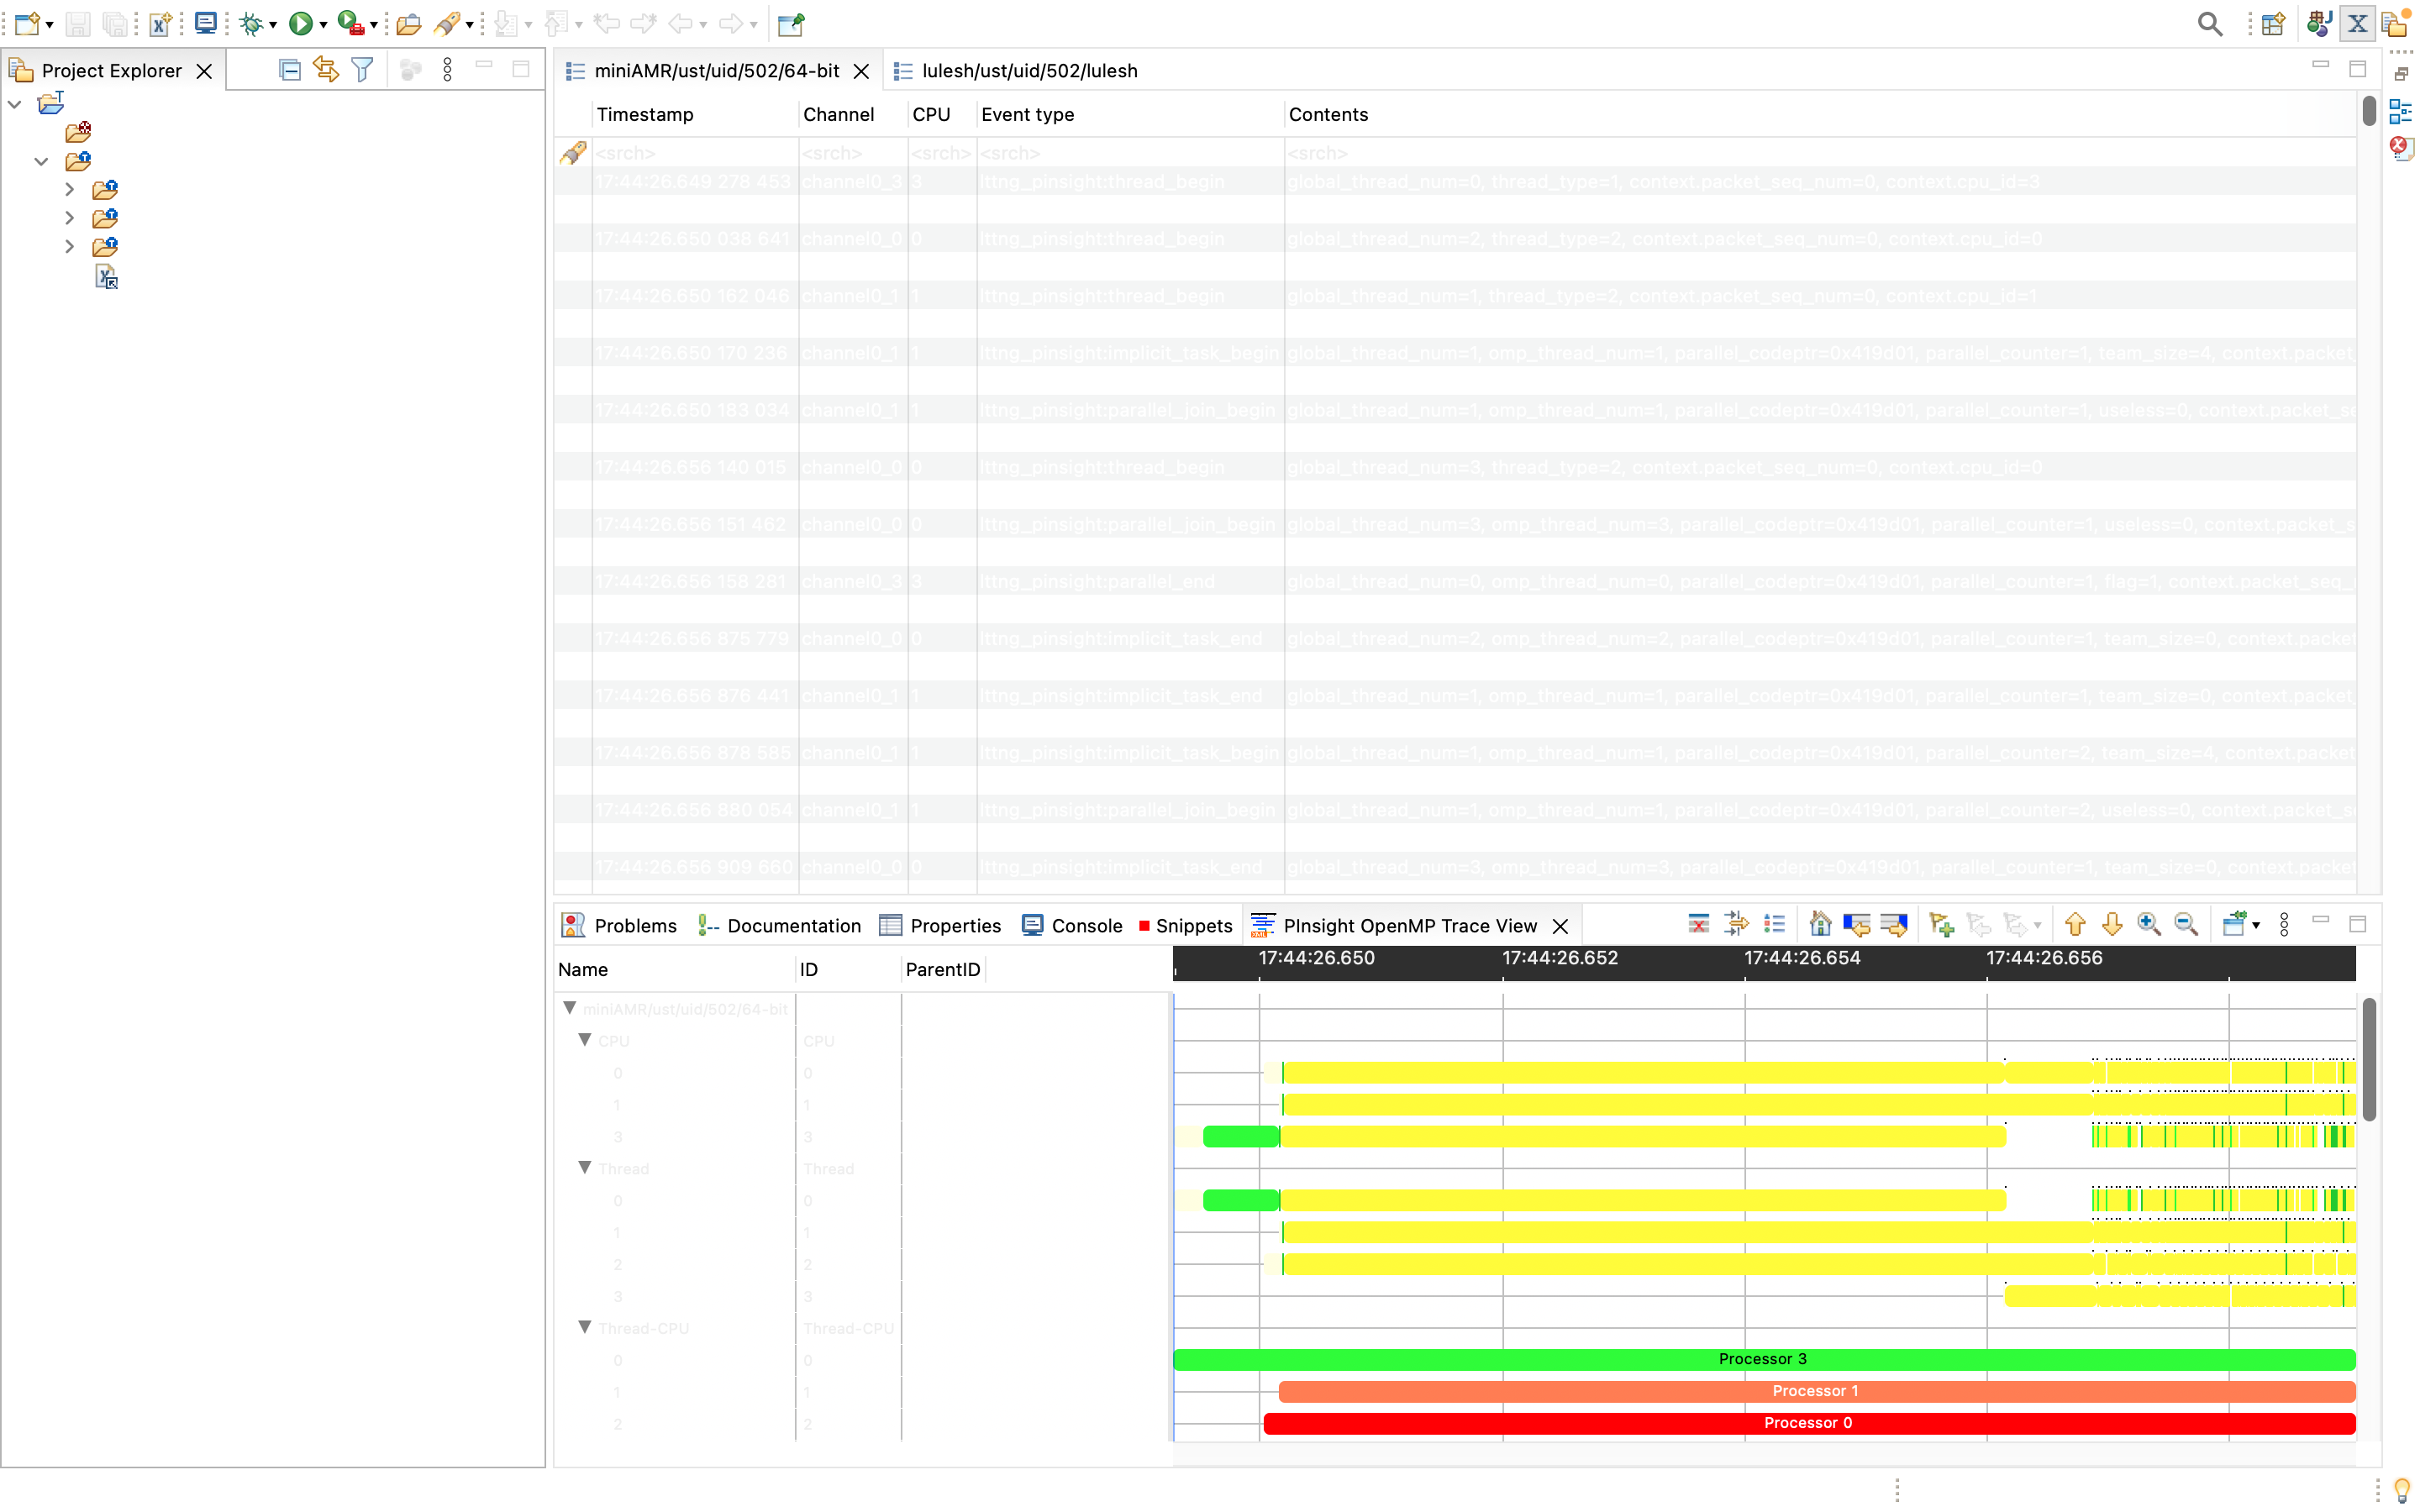 Project Explorer
miniAMR/ust/uid/502/64-bit lulesh/ust/uid/502/lulesh
Timestamp Channel CPU Event type Contents
<srch> <srch> <srch> <srch> <srch>
17:44:26.649 278 453 channel0_3 3 lttng_pinsight:thread_begin global_thread_num=0, thread_type=1, context.packet_seq_num=0, context.cpu_id=3
17:44:26.650 038 641 channel0_0 0 lttng_pinsight:thread_begin global_thread_num=2, thread_type=2, context.packet_seq_num=0, context.cpu_id=0
17:44:26.650 162 046 channel0_1 1 lttng_pinsight:thread_begin global_thread_num=1, thread_type=2, context.packet_seq_num=0, context.cpu_id=1
17:44:26.650 170 236 channel0_1 1 lttng_pinsight:implicit_task_begin global_thread_num=1, omp_thread_num=1, parallel_codeptr=0x419d01, parallel_counter=1, team_size=4, context.packet_
17:44:26.650 183 034 channel0_1 1 lttng_pinsight:parallel_join_begin global_thread_num=1, omp_thread_num=1, parallel_codeptr=0x419d01, parallel_counter=1, useless=0, context.packet_se
17:44:26.656 140 015 channel0_0 0 lttng_pinsight:thread_begin global_thread_num=3, thread_type=2, context.packet_seq_num=0, context.cpu_id=0
17:44:26.656 151 462 channel0_0 0 lttng_pinsight:parallel_join_begin global_thread_num=3, omp_thread_num=3, parallel_codeptr=0x419d01, parallel_counter=1, useless=0, context.packet_s
17:44:26.656 158 281 channel0_3 3 lttng_pinsight:parallel_end global_thread_num=0, omp_thread_num=0, parallel_codeptr=0x419d01, parallel_counter=1, flag=1, context.packet_seq_
17:44:26.656 875 779 channel0_0 0 lttng_pinsight:implicit_task_end global_thread_num=2, omp_thread_num=2, parallel_codeptr=0x419d01, parallel_counter=1, team_size=0, context.packet
17:44:26.656 876 441 channel0_1 1 lttng_pinsight:implicit_task_end global_thread_num=1, omp_thread_num=1, parallel_codeptr=0x419d01, parallel_counter=1, team_size=0, context.packet_
17:44:26.656 878 585 channel0_1 1 lttng_pinsight:implicit_task_begin global_thread_num=1, omp_thread_num=1, parallel_codeptr=0x419d01, parallel_counter=2, team_size=4, context.packet
17:44:26.656 880 054 channel0_1 1 lttng_pinsight:parallel_join_begin global_thread_num=1, omp_thread_num=1, parallel_codeptr=0x419d01, parallel_counter=2, useless=0, context.packet_s
17:44:26.656 909 660 channel0_0 0 lttng_pinsight:implicit_task_end global_thread_num=3, omp_thread_num=3, parallel_codeptr=0x419d01, parallel_counter=1, team_size=0, context.packet
Problems Documentation Properties Console Snippets PInsight OpenMP Trace View
Name ID ParentID 17:44:26.650 17:44:26.652 17:44:26.654 17:44:26.656
miniAMR/ust/uid/502/64-bit
CPU CPU
0 0
1 1
3 3
Thread Thread
0 0
1 1
2 2
3 3
Thread-CPU Thread-CPU
0 0 Processor 3
1 1 Processor 1
2 2 Processor 0